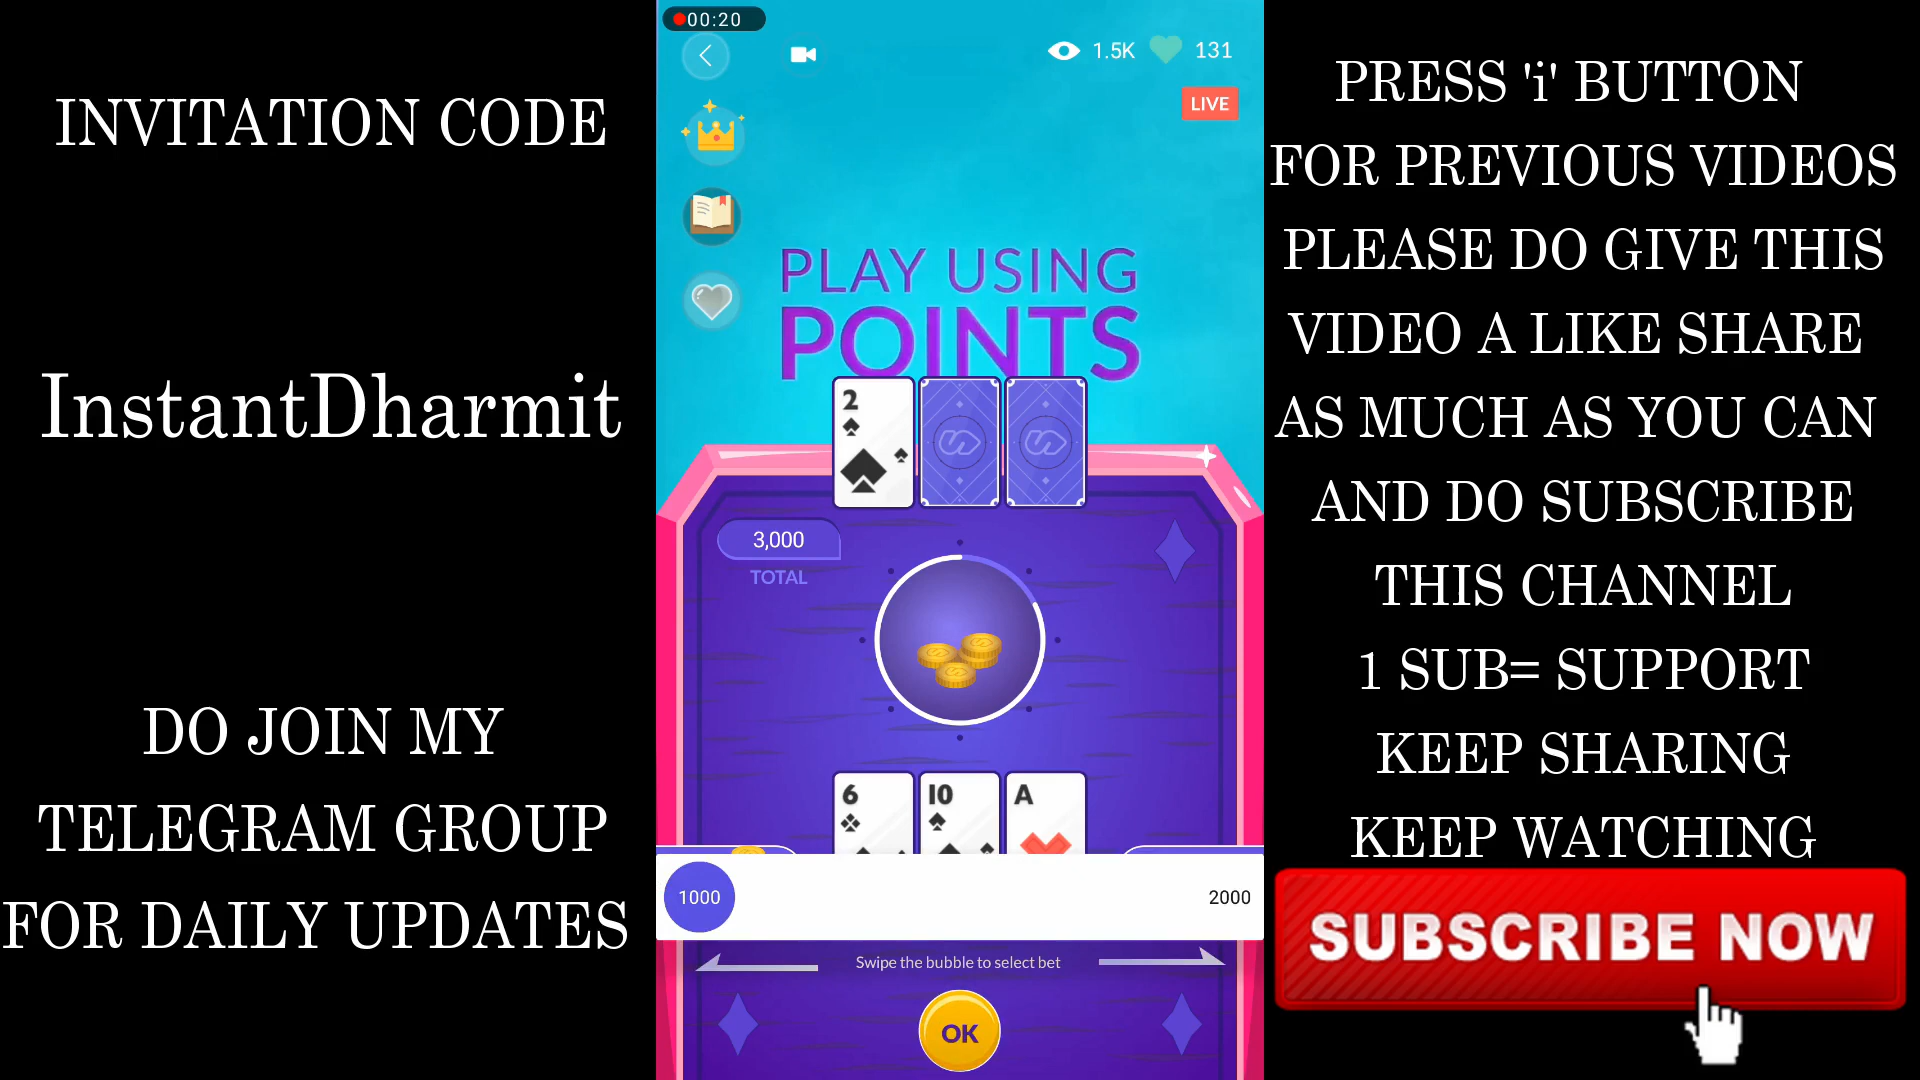 INVITATION CODE
InstantDharmit
DO JOIN MY
TELEGRAM GROUP
FOR DAILY UPDATES
00:20
1.5K
131
LIVE
PLAY USING
POINTS
2
3,000
TOTAL
6
10
A
1000
2000
Swipe the bubble to select bet
OK
PRESS 'i' BUTTON
FOR PREVIOUS VIDEOS
PLEASE DO GIVE THIS
VIDEO A LIKE SHARE
AS MUCH AS YOU CAN
AND DO SUBSCRIBE
THIS CHANNEL
1 SUB= SUPPORT
KEEP SHARING
KEEP WATCHING
SUBSCRIBE NOW